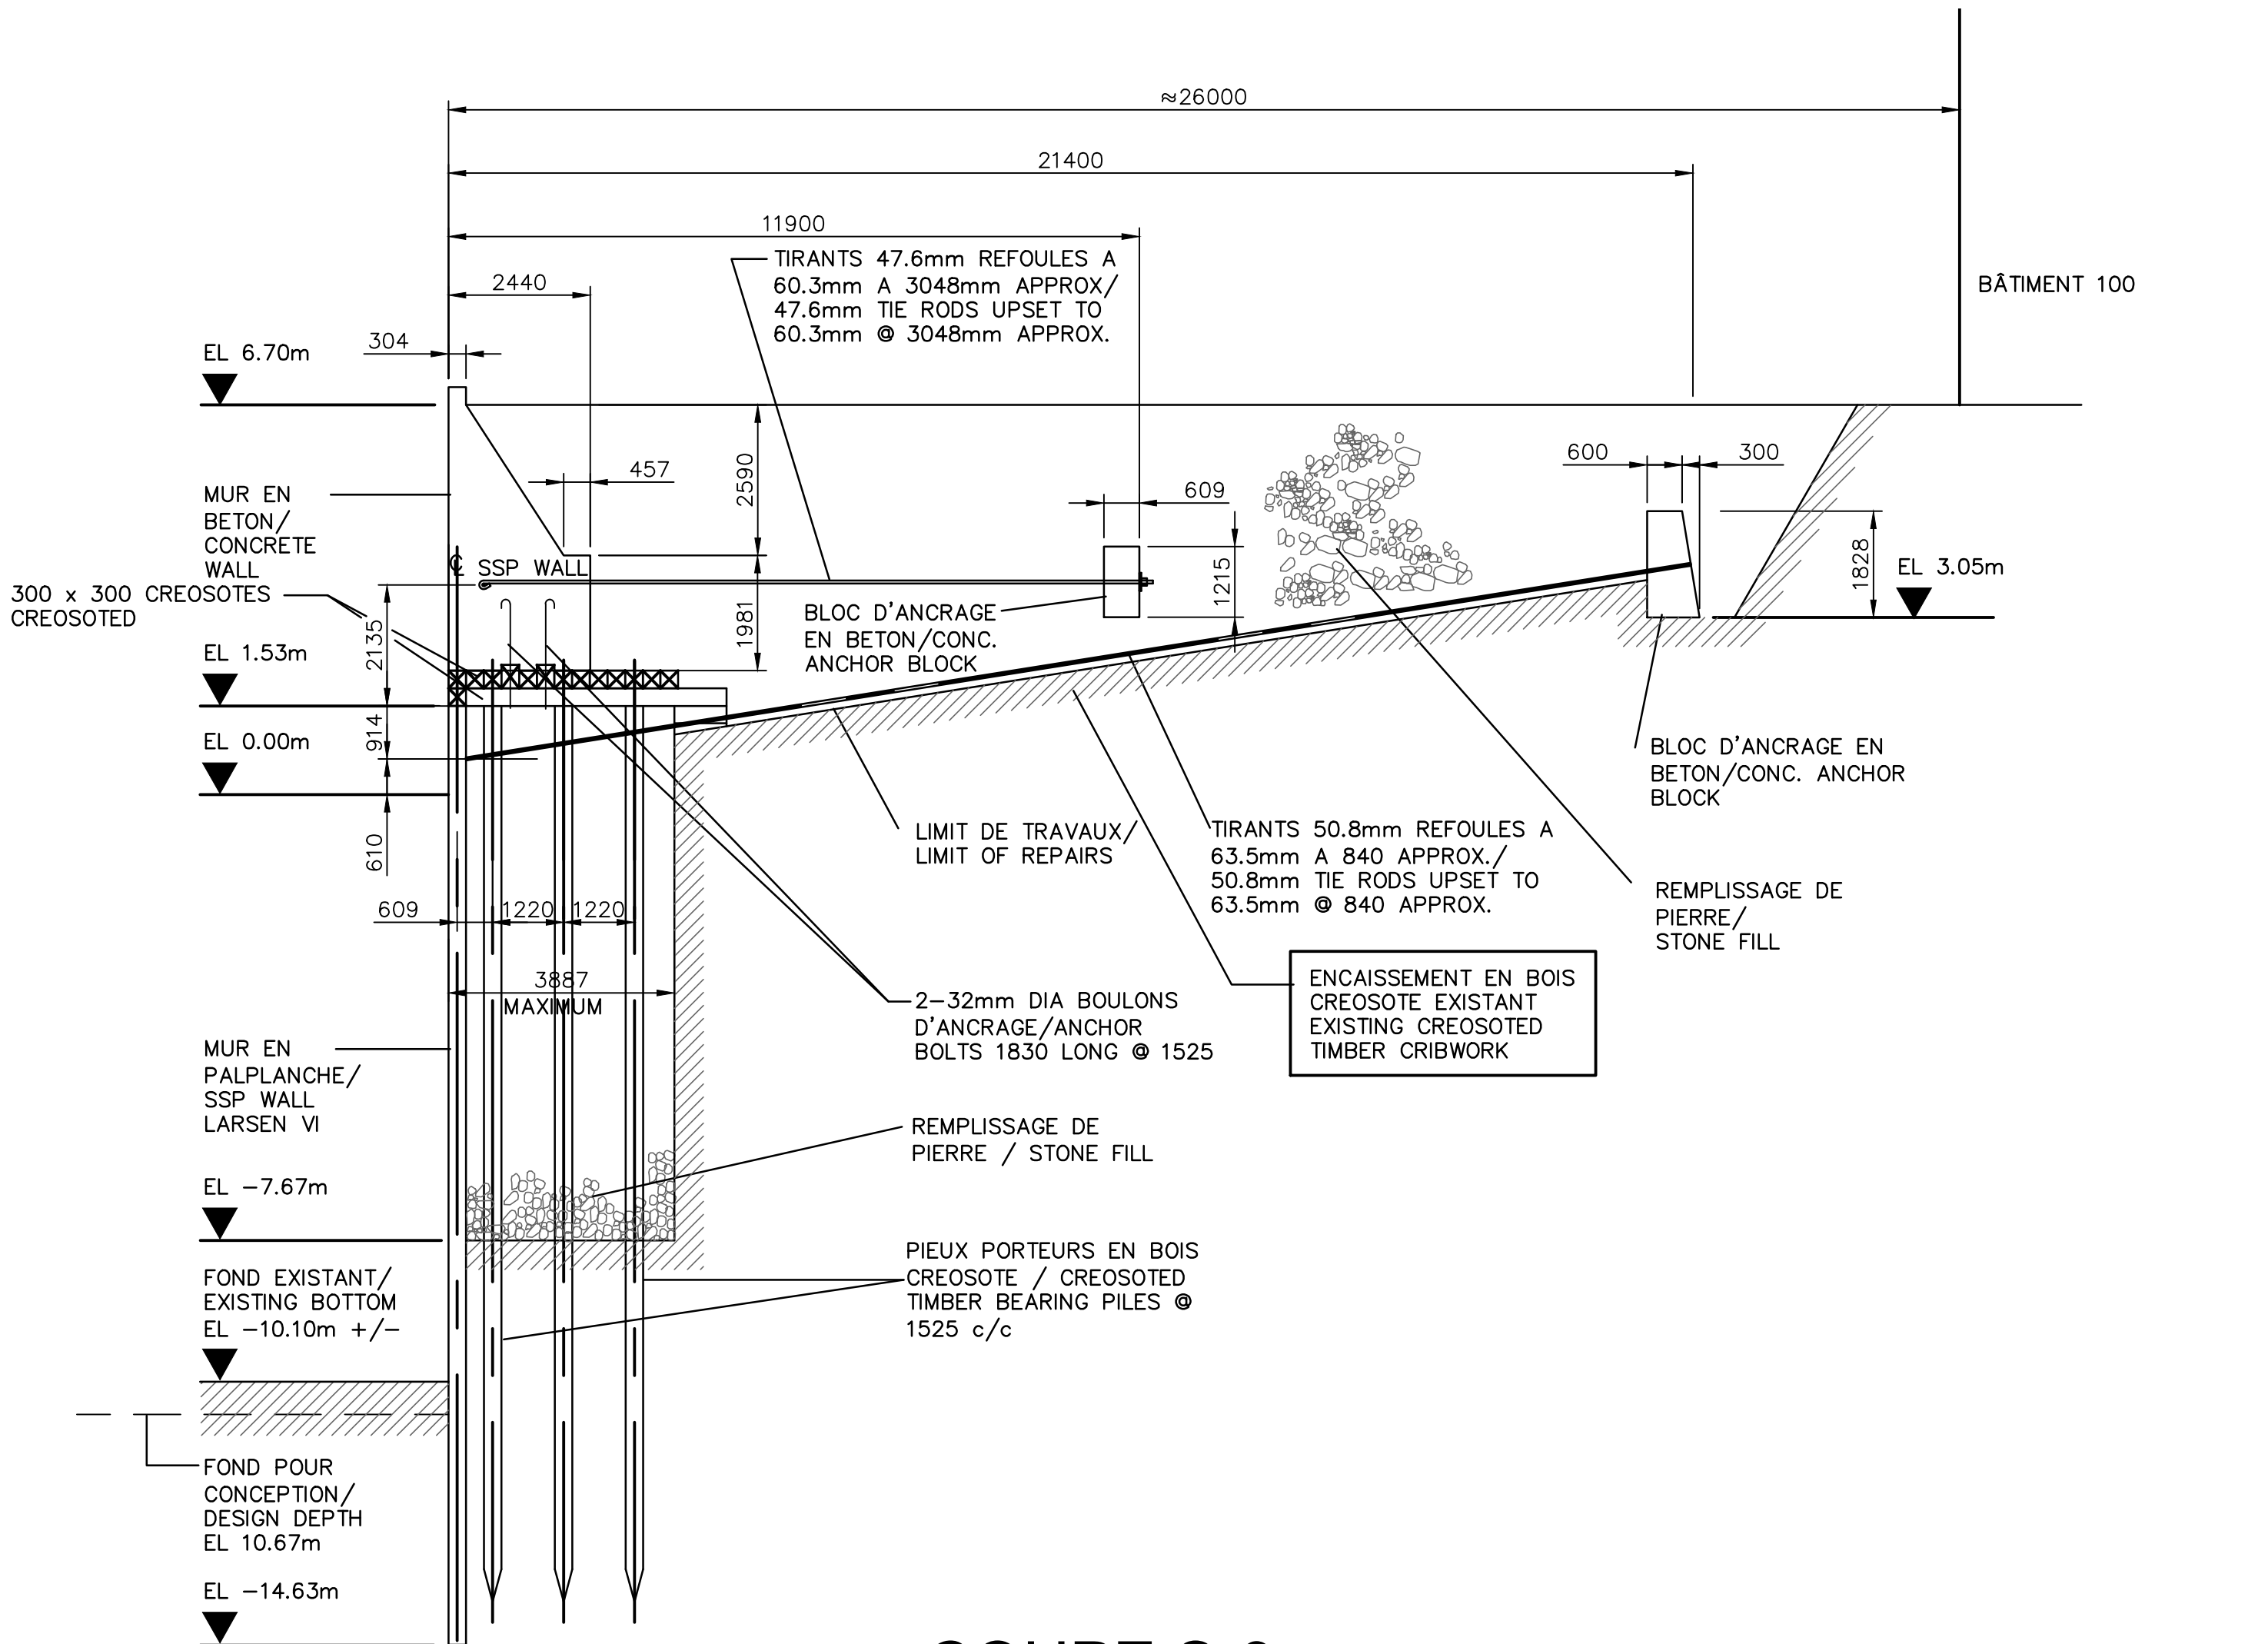 ≈26000
21400
11900
TIRANTS 47.6mm REFOULES A
60.3mm A 3048mm APPROX/
47.6mm TIE RODS UPSET TO
60.3mm @ 3048mm APPROX.
BÂTIMENT 100
2440
304
EL 6.70m
457
2590
609
600
300
MUR EN
BETON/
CONCRETE
WALL
℄ SSP WALL
1215
1828
EL 3.05m
300 x 300 CREOSOTES
CREOSOTED
2135
1981
BLOC D'ANCRAGE
EN BETON/CONC.
ANCHOR BLOCK
EL 1.53m
914
EL 0.00m
BLOC D'ANCRAGE EN
BETON/CONC. ANCHOR
BLOCK
610
LIMIT DE TRAVAUX/
LIMIT OF REPAIRS
TIRANTS 50.8mm REFOULES A
63.5mm A 840 APPROX./
50.8mm TIE RODS UPSET TO
63.5mm @ 840 APPROX.
REMPLISSAGE DE
PIERRE/
STONE FILL
609
1220
1220
3887
MAXIMUM
2-32mm DIA BOULONS
D'ANCRAGE/ANCHOR
BOLTS 1830 LONG @ 1525
ENCAISSEMENT EN BOIS
CREOSOTE EXISTANT
EXISTING CREOSOTED
TIMBER CRIBWORK
MUR EN
PALPLANCHE/
SSP WALL
LARSEN VI
REMPLISSAGE DE
PIERRE / STONE FILL
EL -7.67m
PIEUX PORTEURS EN BOIS
CREOSOTE / CREOSOTED
TIMBER BEARING PILES @
1525 c/c
FOND EXISTANT/
EXISTING BOTTOM
EL -10.10m +/-
FOND POUR
CONCEPTION/
DESIGN DEPTH
EL 10.67m
EL -14.63m